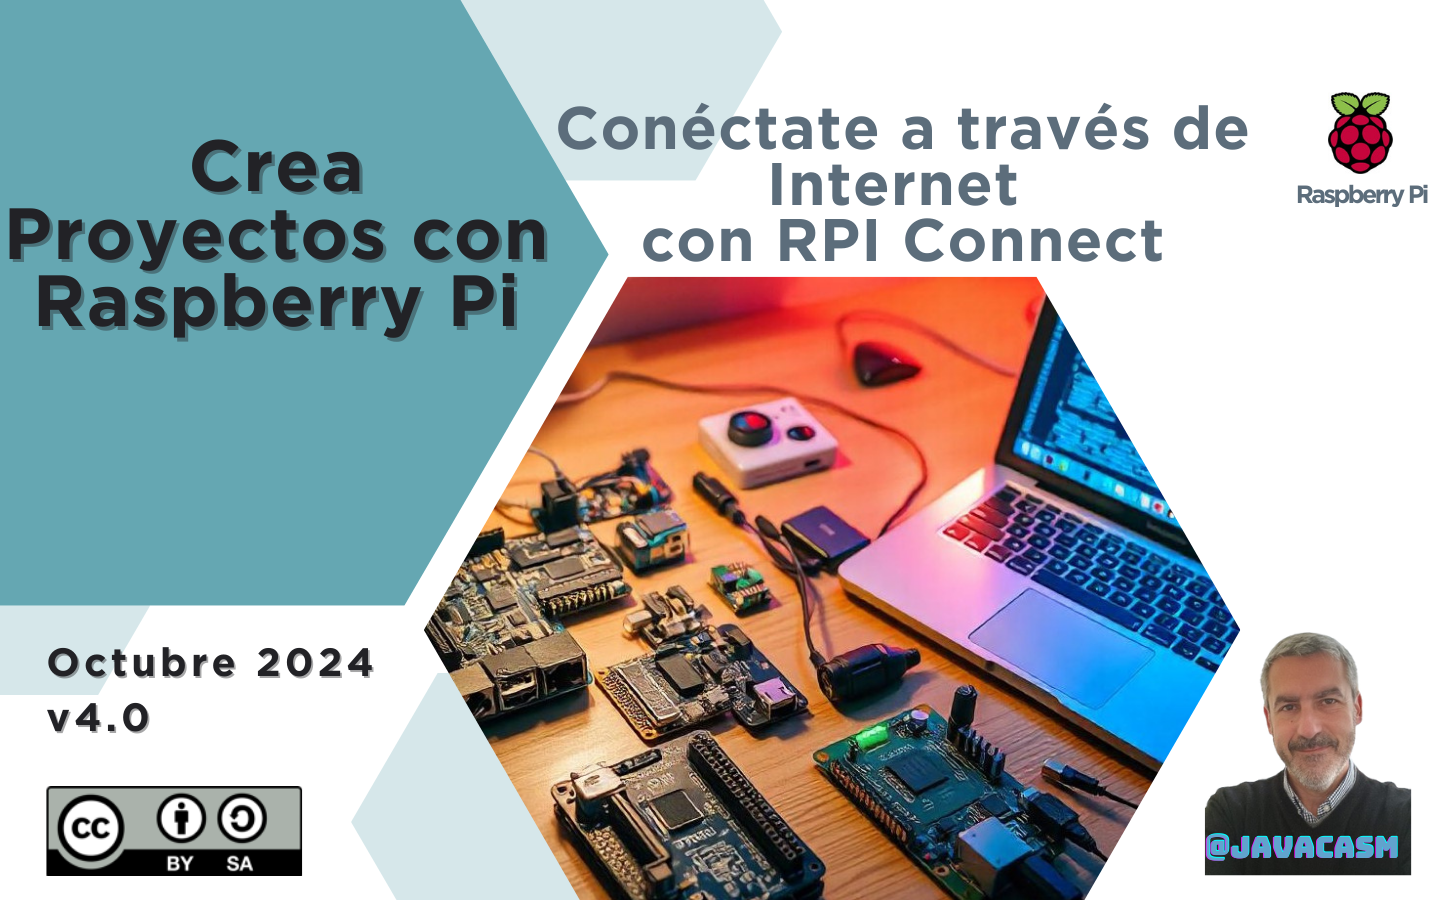 Crea
Proyectos con
Raspberry Pi
Conéctate a través de
Internet
con RPI Connect
Raspberry Pi
Octubre 2024
v4.0
cc
BY SA
@JAVACASM